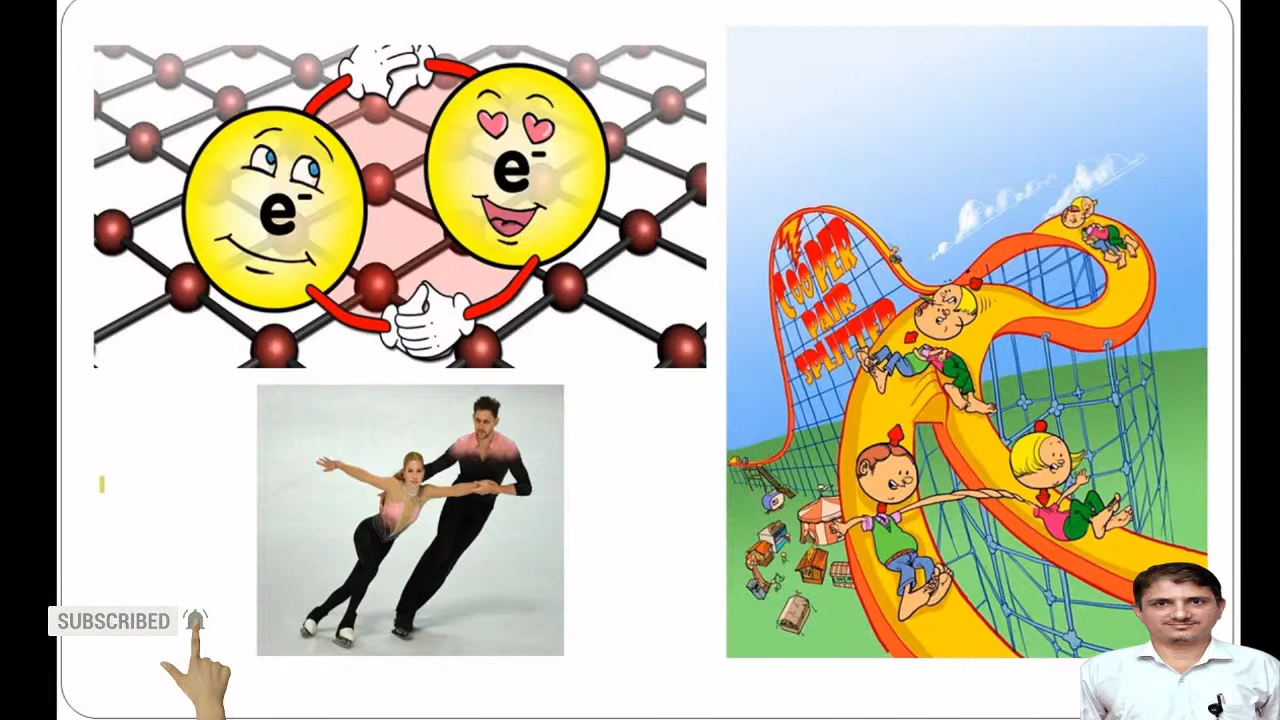 e-
e-
COOPER
PAIR
SPLITTER
SUBSCRIBED